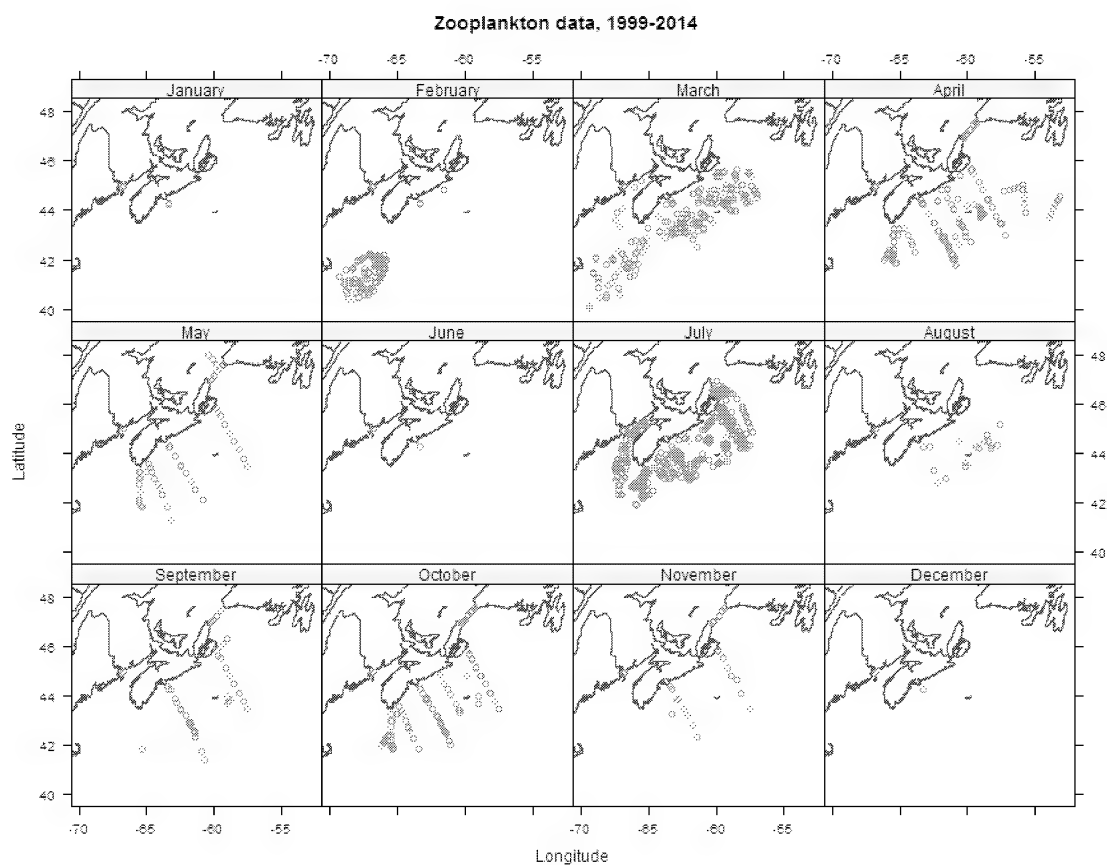 Zooplankton data, 1999-2014
-70 -65 -60 -55 -70 -65 -60 -55
January February March April
48
46
44
42
40
May June July August
48
46
44
42
40
Latitude
September October November December
48
46
44
42
40
-70 -65 -60 -55 -70 -65 -60 -55
Longitude